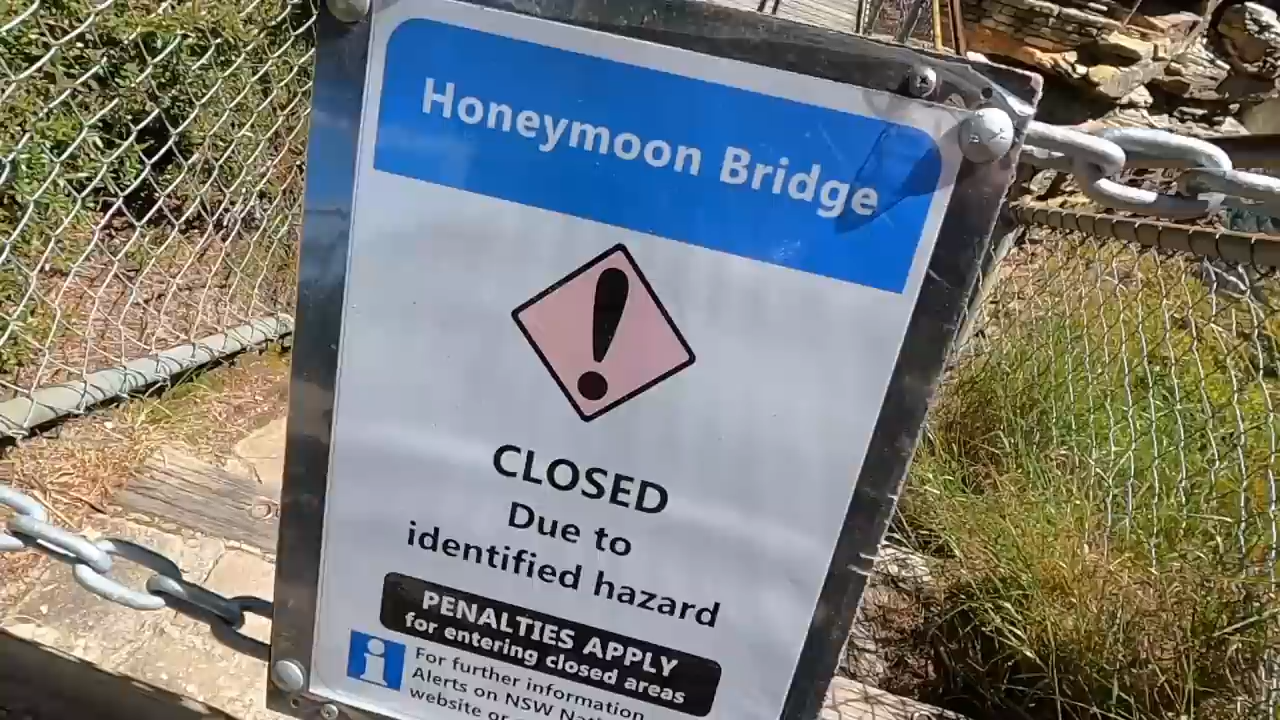 Honeymoon Bridge
CLOSED
Due to
identified hazard
PENALTIES APPLY
for entering closed areas
For further information
Alerts on NSW
website or